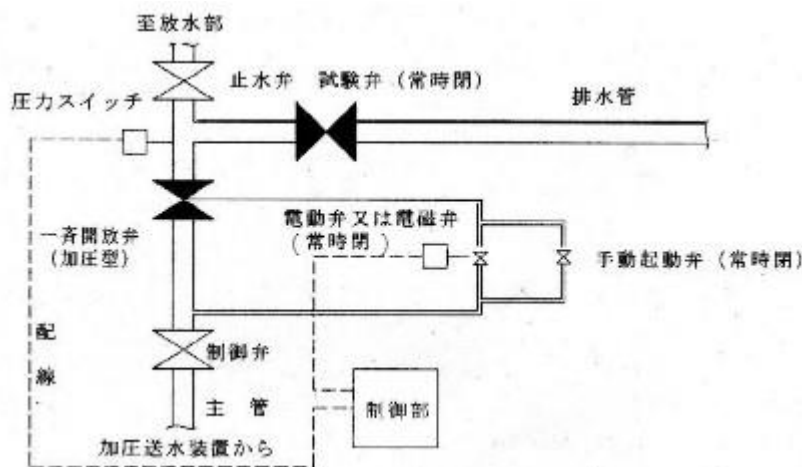 至放水部
止水弁 試験弁(常時閉)
圧力スイッチ
排水管
一斉開放弁
(加圧型)
電動弁又は電磁弁
(常時閉)
手動起動弁(常時閉)
配線
制御弁
主管
制御部
加圧送水装置から